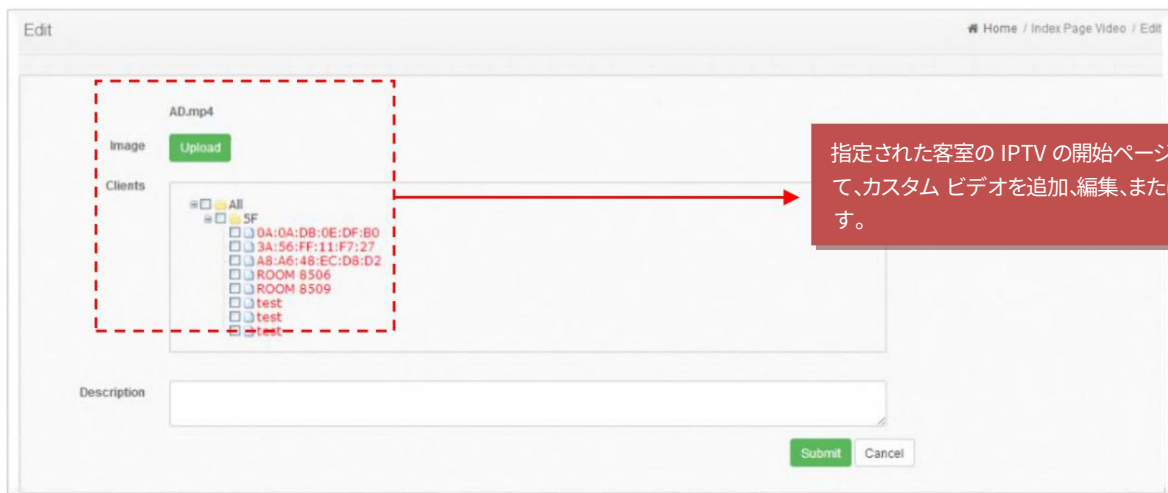 Edit
Home / Index Page Video / Edit
AD.mp4
Image Upload
Clients
All
5F
0A:0A:DB:0E:DF:B0
3A:56:FF:11:F7:27
A8:A6:48:EC:D8:D2
ROOM 8506
ROOM 8509
test
test
test
指定された客室の IPTV の開始ページ
て、カスタム ビデオを追加、編集、また
す。
Description
Submit Cancel